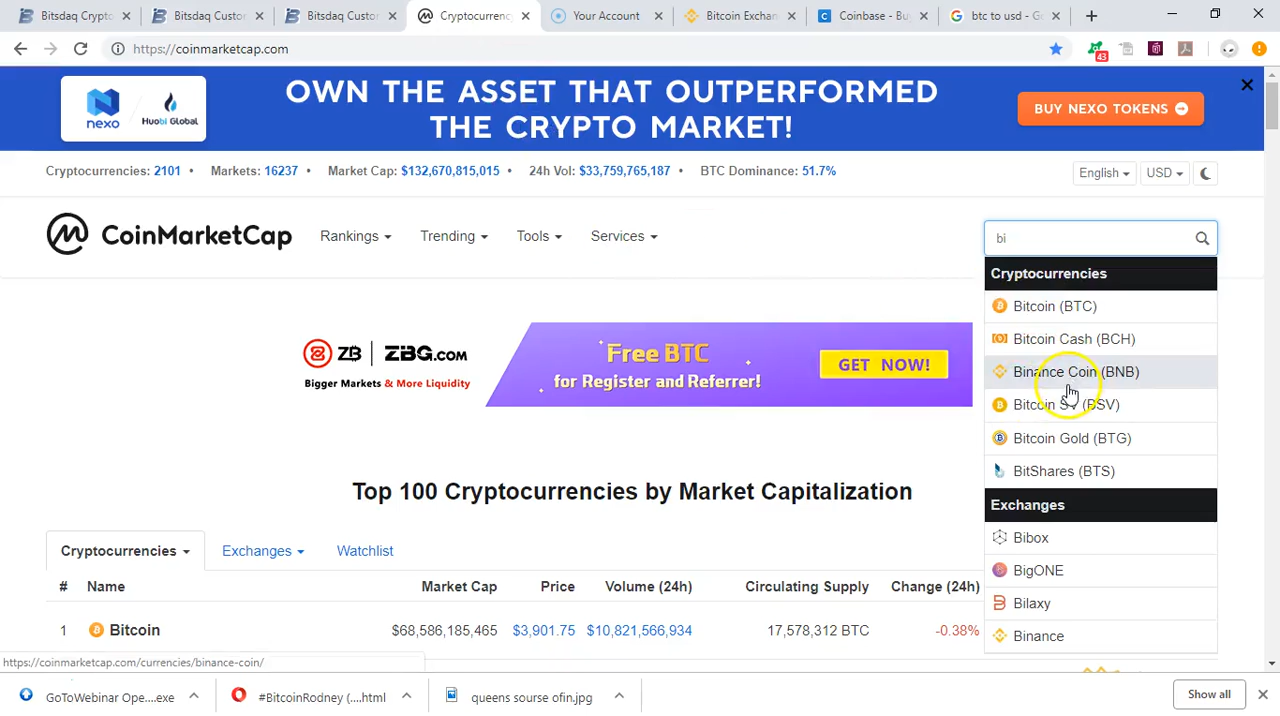 Bitsdaq Crypto
Bitsdaq Custo
Bitsdaq Custo
Cryptocurrenc
Your Account
Bitcoin Exchan
Coinbase - Bu
btc to usd - Go
https://coinmarketcap.com
43
nexo
Huobi Global
OWN THE ASSET THAT OUTPERFORMED
THE CRYPTO MARKET!
BUY NEXO TOKENS
Cryptocurrencies: 2101 • Markets: 16237 • Market Cap: $132,670,815,015 • 24h Vol: $33,759,765,187 • BTC Dominance: 51.7%
English
USD
CoinMarketCap
Rankings
Trending
Tools
Services
bi
Cryptocurrencies
Bitcoin (BTC)
Bitcoin Cash (BCH)
Binance Coin (BNB)
Bitcoin SV (BSV)
Bitcoin Gold (BTG)
BitShares (BTS)
Exchanges
Bibox
BigONE
Bilaxy
Binance
ZB ZBG.com
Bigger Markets & More Liquidity
Free BTC
for Register and Referrer!
GET NOW!
Top 100 Cryptocurrencies by Market Capitalization
Cryptocurrencies
Exchanges
Watchlist
# Name Market Cap Price Volume (24h) Circulating Supply Change (24h)
1 Bitcoin $68,586,185,465 $3,901.75 $10,821,566,934 17,578,312 BTC -0.38%
https://coinmarketcap.com/currencies/binance-coin/
GoToWebinar Ope....exe
#BitcoinRodney (....html
queens sourse ofin.jpg
Show all